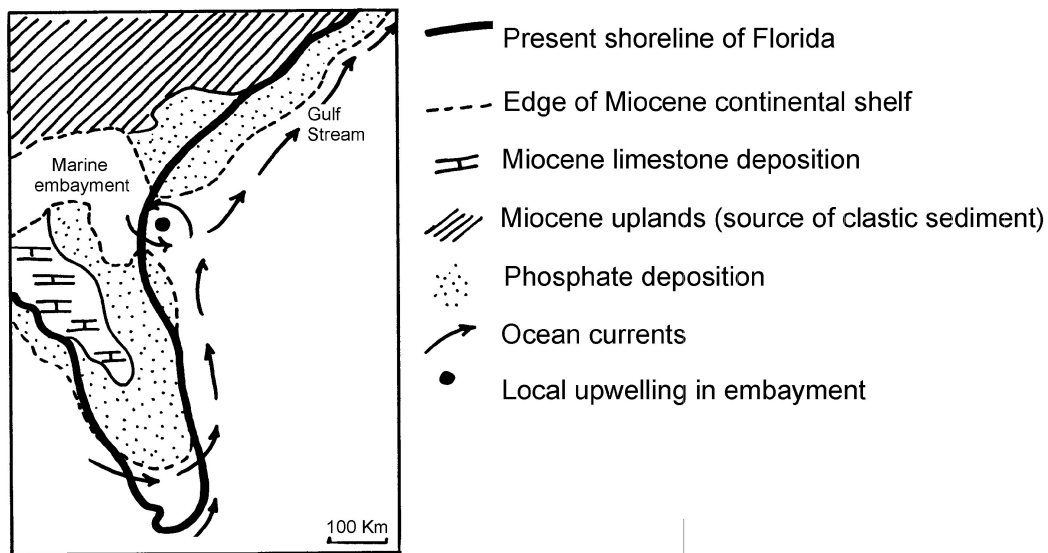 Gulf
Stream
Marine
embayment
100 Km
Present shoreline of Florida
Edge of Miocene continental shelf
Miocene limestone deposition
Miocene uplands (source of clastic sediment)
Phosphate deposition
Ocean currents
Local upwelling in embayment